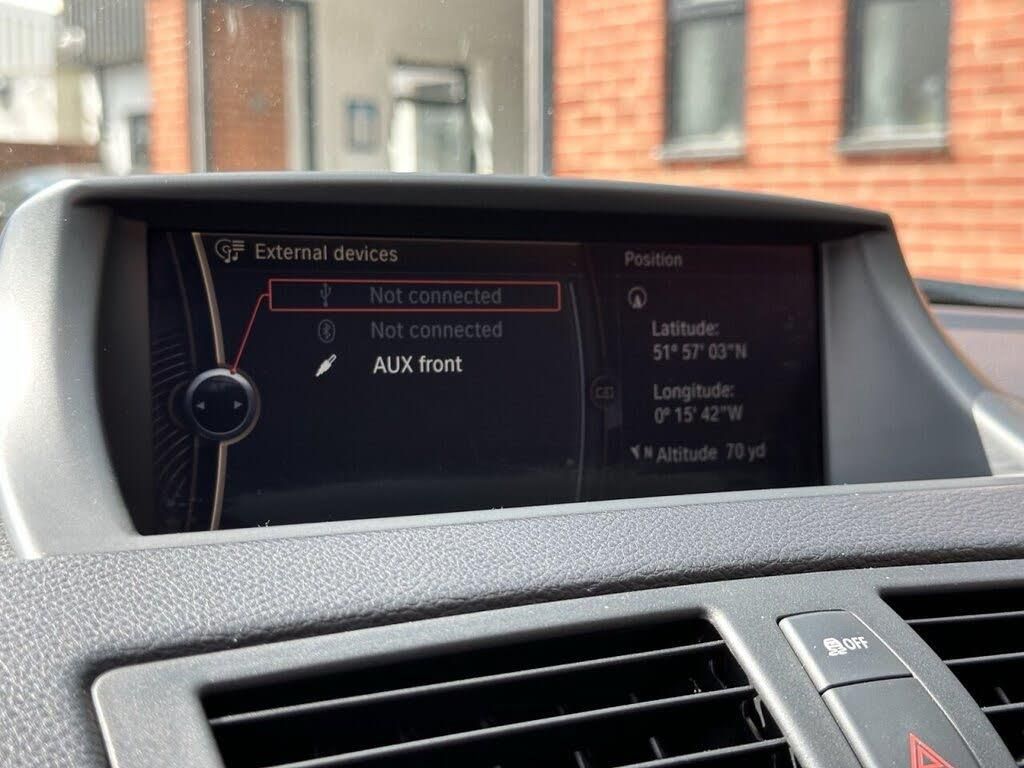 External devices
Not connected
Not connected
AUX front
Position
Latitude:
51° 57' 03"N
Longitude:
0° 15' 42"W
N Altitude 70 yd
OFF